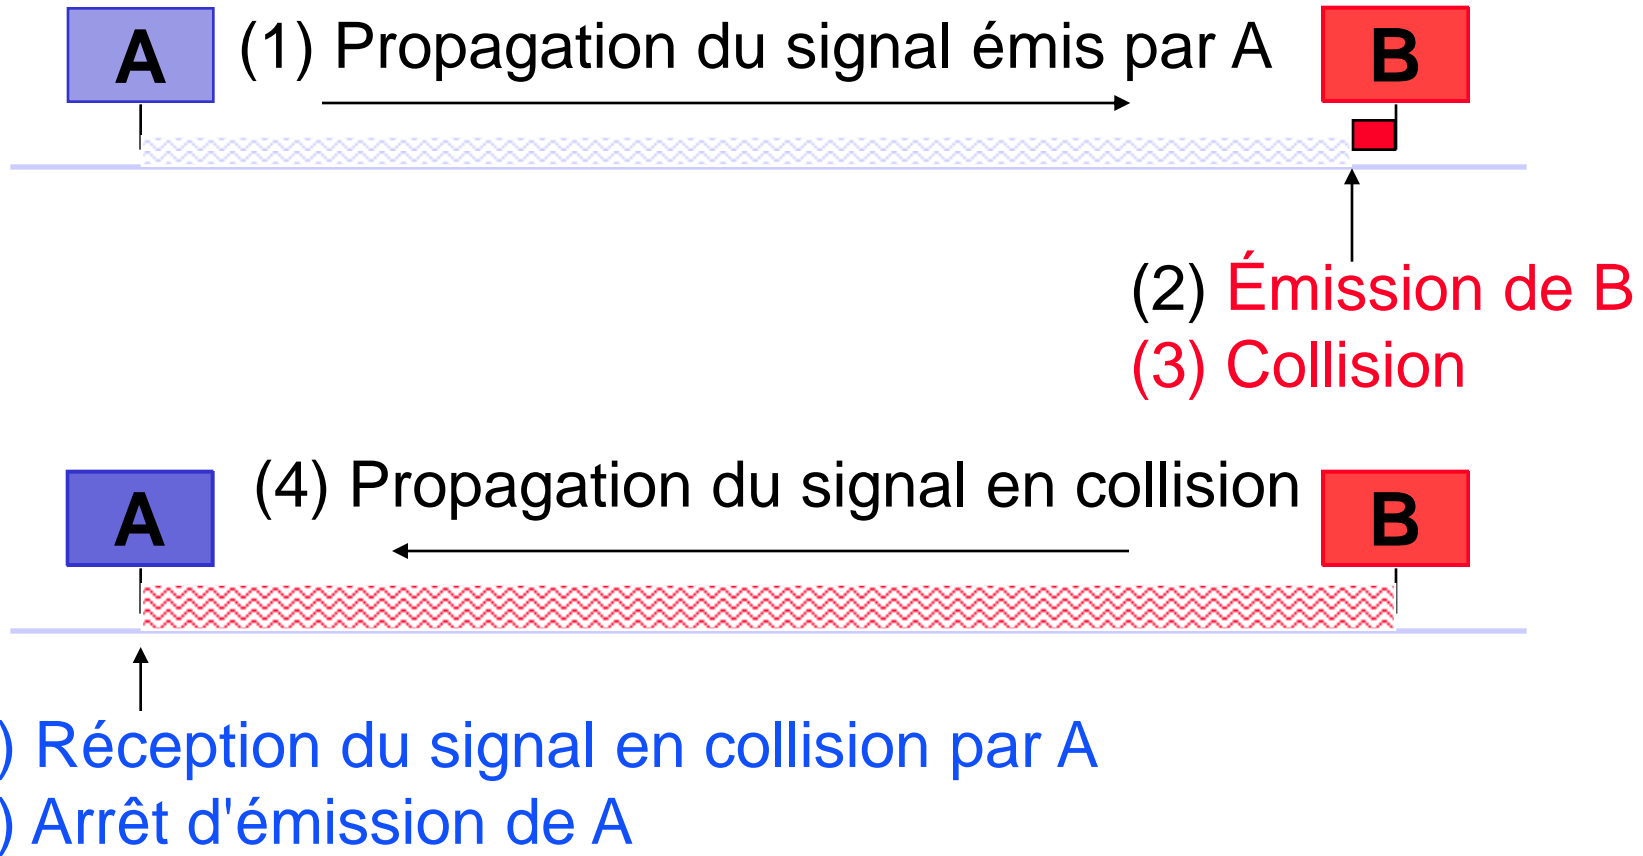 A
(1) Propagation du signal émis par A
B
(2) Émission de B
(3) Collision
A
(4) Propagation du signal en collision
B
) Réception du signal en collision par A
) Arrêt d'émission de A